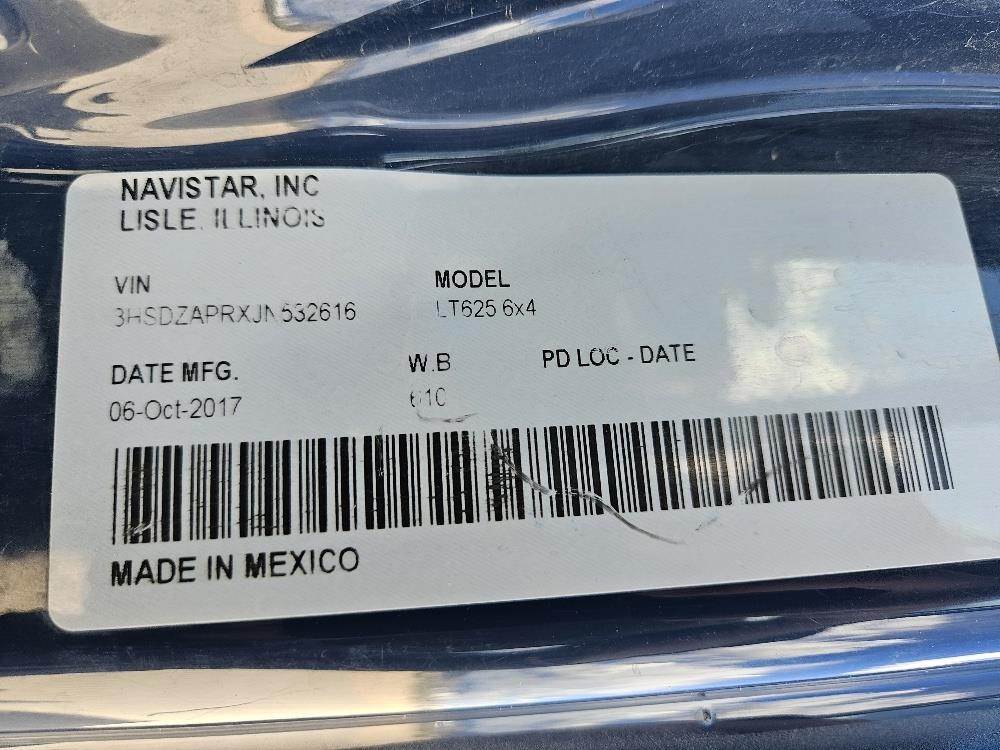 NAVISTAR, INC
LISLE, ILLINOIS
VIN MODEL
3HSDZAPRXJN532616 LT625 6x4
DATE MFG. W.B PD LOC - DATE
06-Oct-2017 610
MADE IN MEXICO